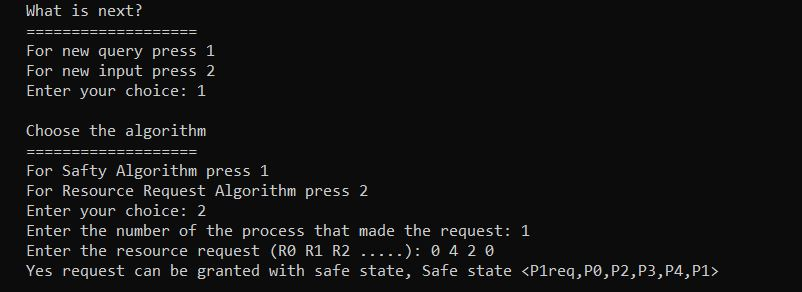 What is next?
===================
For new query press 1
For new input press 2
Enter your choice: 1
Choose the algorithm
====================
For Safty Algorithm press 1
For Resource Request Algorithm press 2
Enter your choice: 2
Enter the number of the process that made the request: 1
Enter the resource request (R0 R1 R2 .....): 0 4 2 0
Yes request can be granted with safe state, Safe state <P1req,P0,P2,P3,P4,P1>